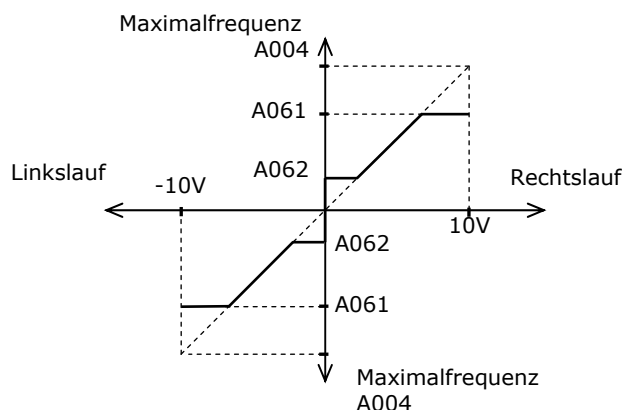 Maximalfrequenz
A004
A061
A062
Linkslauf
-10V
Rechtslauf
10V
A062
A061
Maximalfrequenz
A004